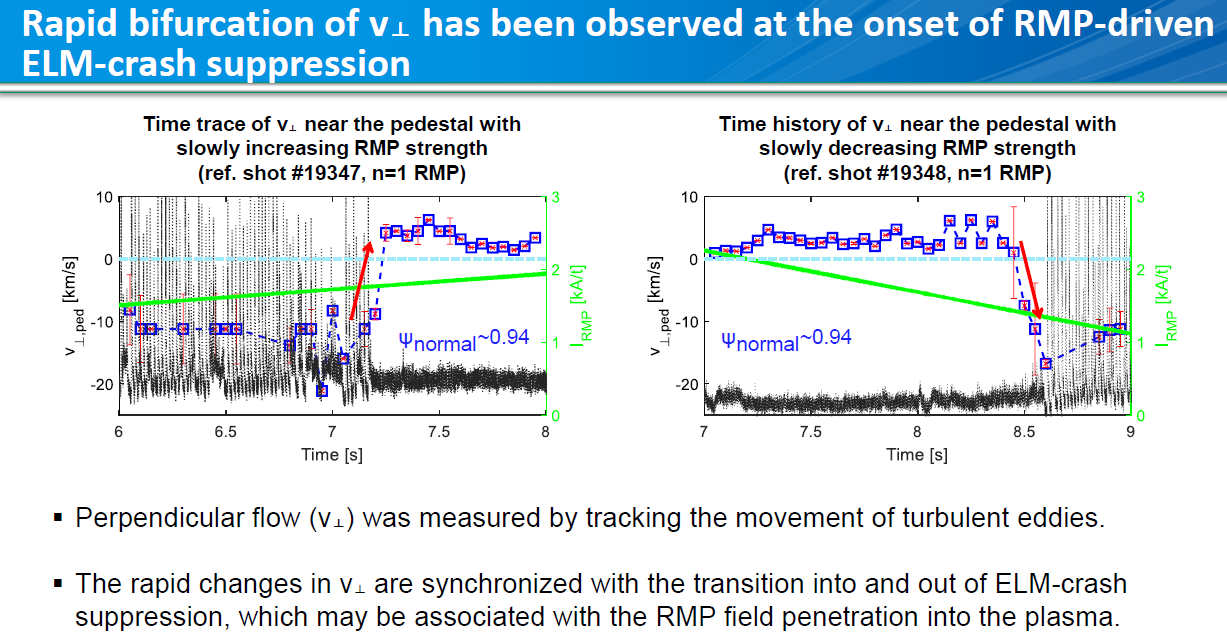 Rapid bifurcation of v⊥ has been observed at the onset of RMP-driven
ELM-crash suppression
Time trace of v⊥ near the pedestal with
slowly increasing RMP strength
(ref. shot #19347, n=1 RMP)
10
0
-10
-20
v⊥,ped [km/s]
3
2
1
0
I_RMP [kA/t]
Ψnormal~0.94
6
6.5
7
7.5
8
Time [s]
Time history of v⊥ near the pedestal with
slowly decreasing RMP strength
(ref. shot #19348, n=1 RMP)
10
0
-10
-20
v⊥,ped [km/s]
3
2
1
0
I_RMP [kA/t]
Ψnormal~0.94
7
7.5
8
8.5
9
Time [s]
▪ Perpendicular flow (v⊥) was measured by tracking the movement of turbulent eddies.
▪ The rapid changes in v⊥ are synchronized with the transition into and out of ELM-crash
suppression, which may be associated with the RMP field penetration into the plasma.